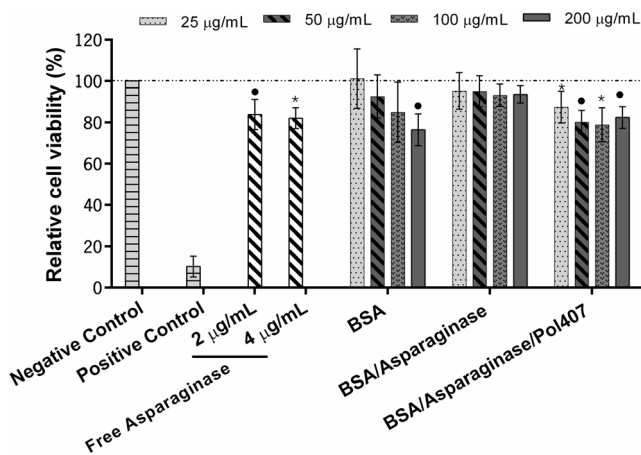 25 µg/mL 50 µg/mL 100 µg/mL 200 µg/mL
Relative cell viability (%)
120
100
80
60
40
20
0
* * *
Negative Control
Positive Control
2 µg/mL
4 µg/mL
Free Asparaginase
BSA
BSA/Asparaginase
BSA/Asparaginase/Pol407